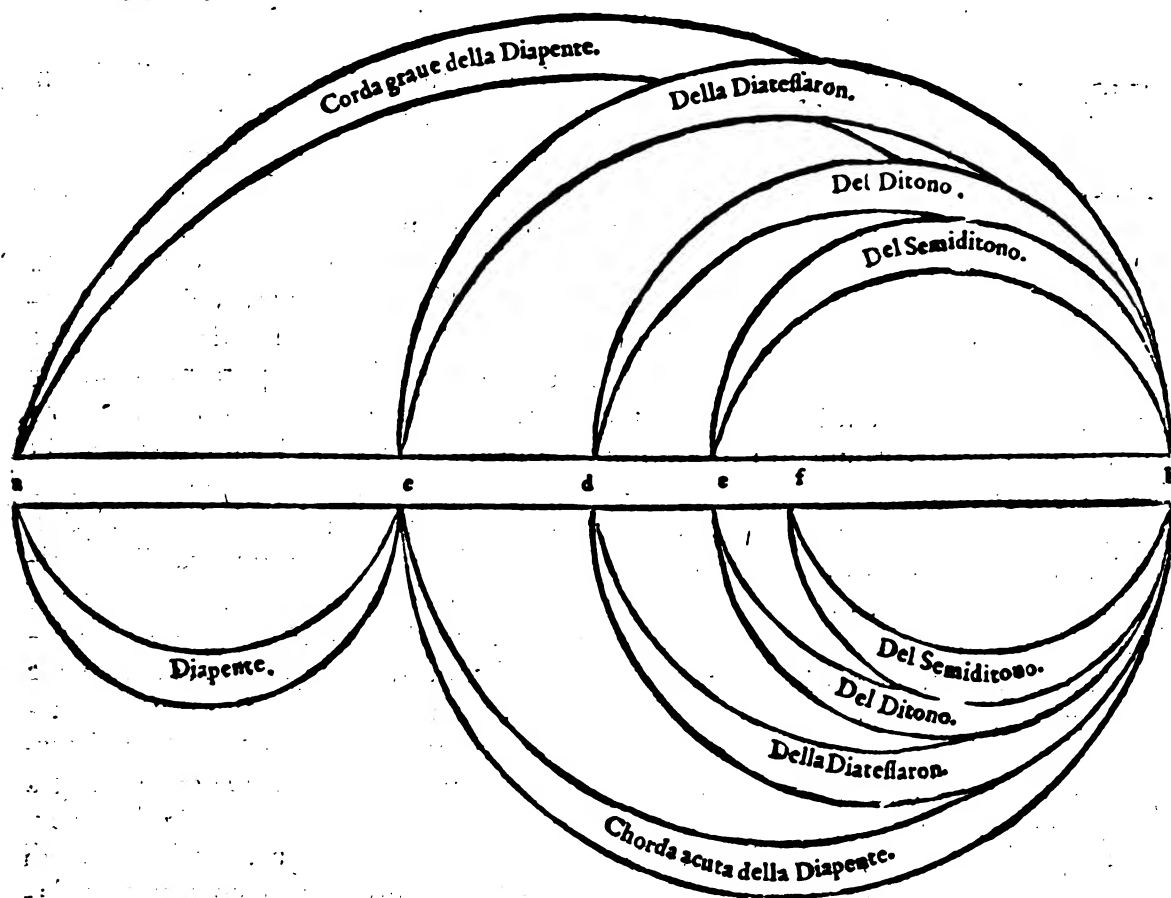 Corda graue della Diapente.
Della Diateſſaron.
Del Ditono.
Del Semiditono.
a c d e f
Diapente.
Del Semiditono.
Del Ditono.
Della Diateſſaron.
Chorda acuta della Diapente.